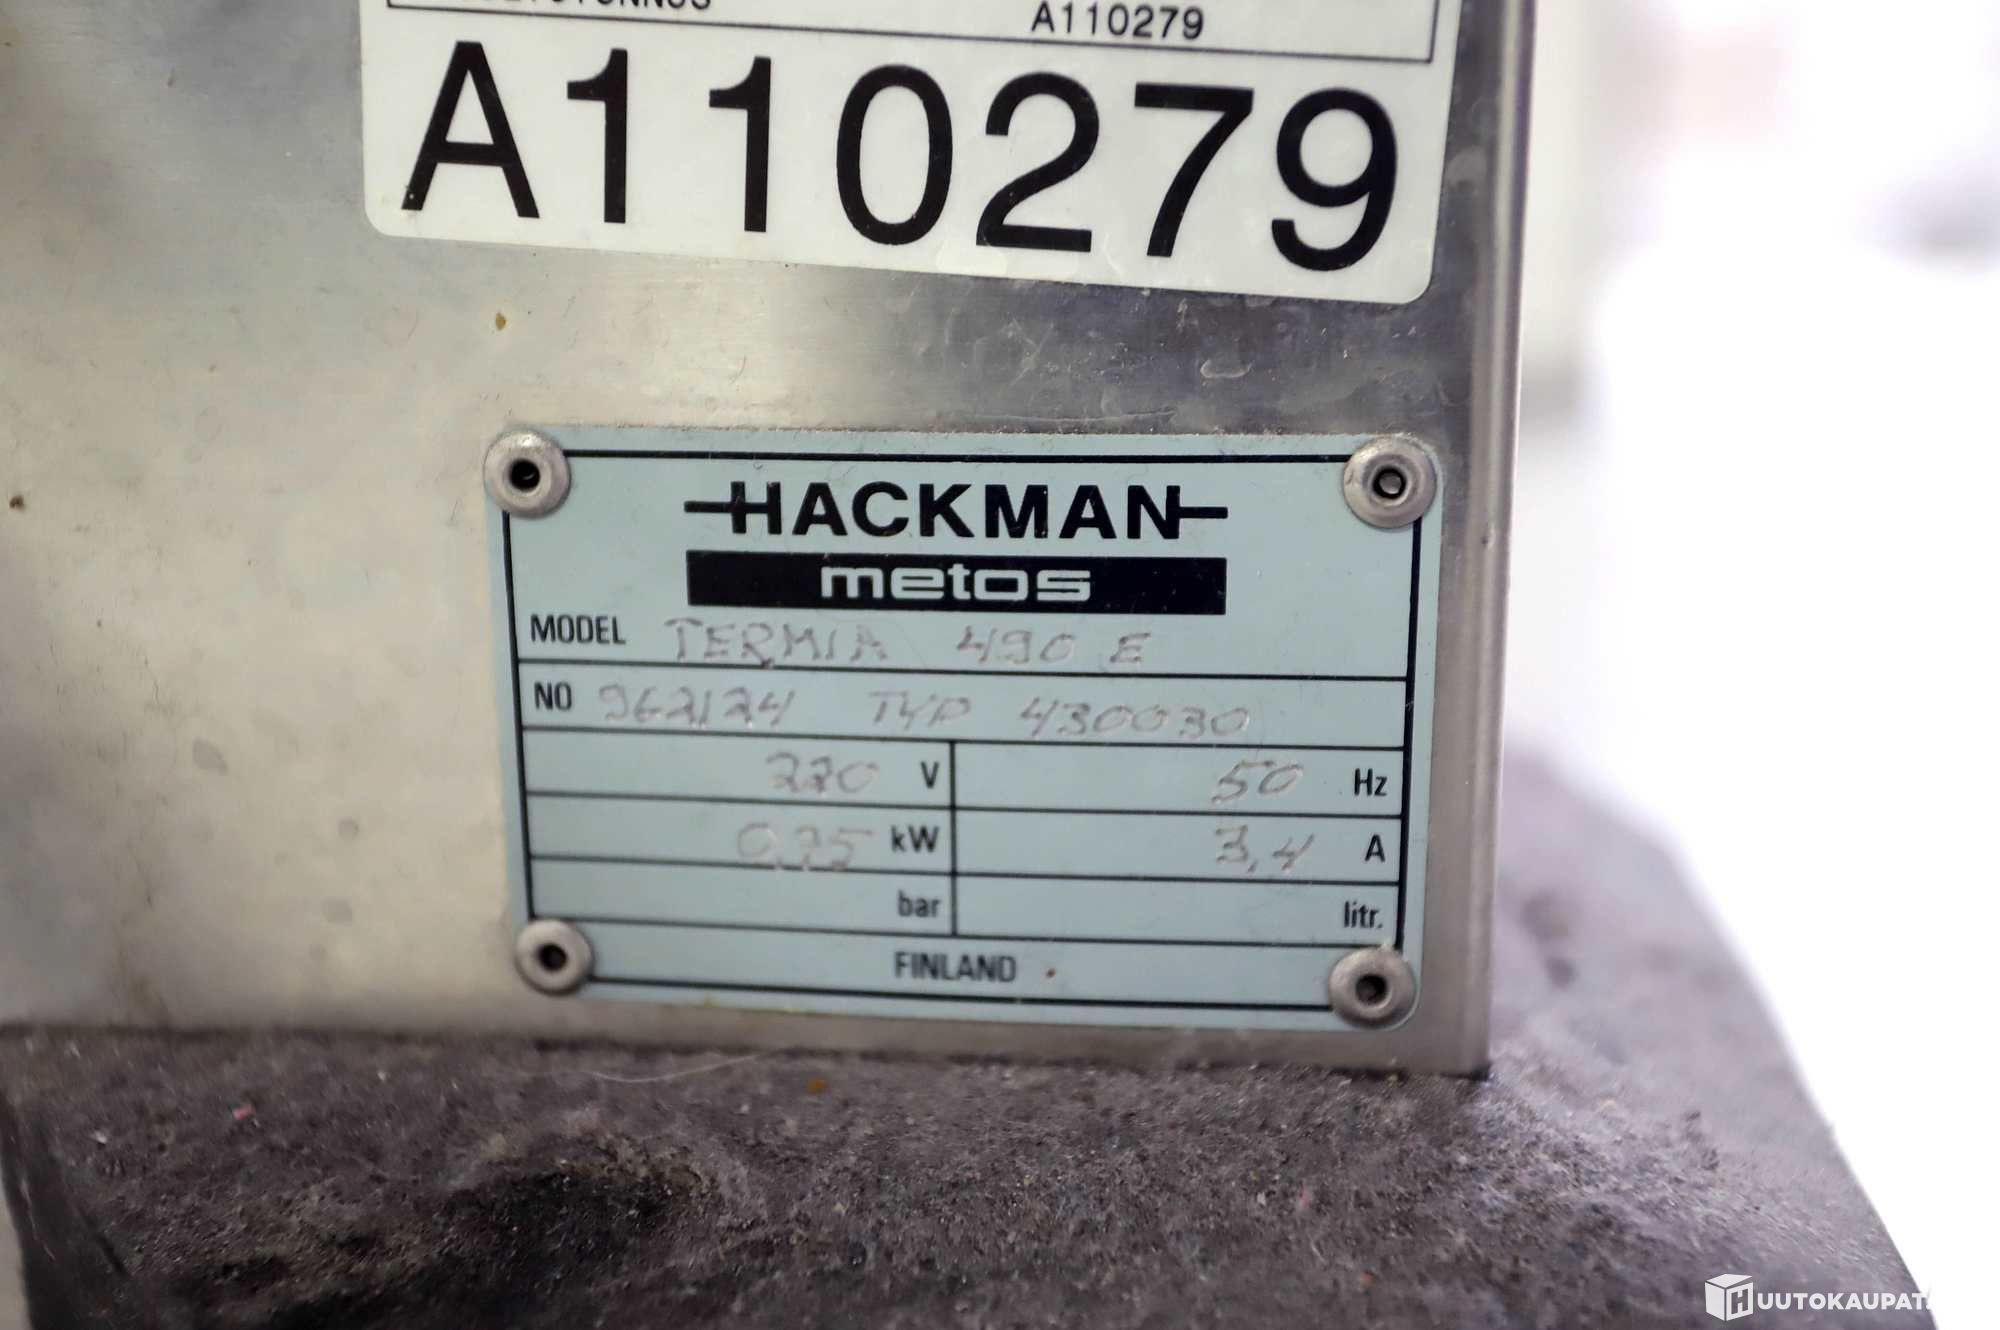 A110279
A110279
HACKMAN
metos
MODEL TERMIA 490 E
NO 962124 TYP 430030
220 V 50 Hz
0,75 kW 3,4 A
bar litr.
FINLAND
HUUTOKAUPAT.